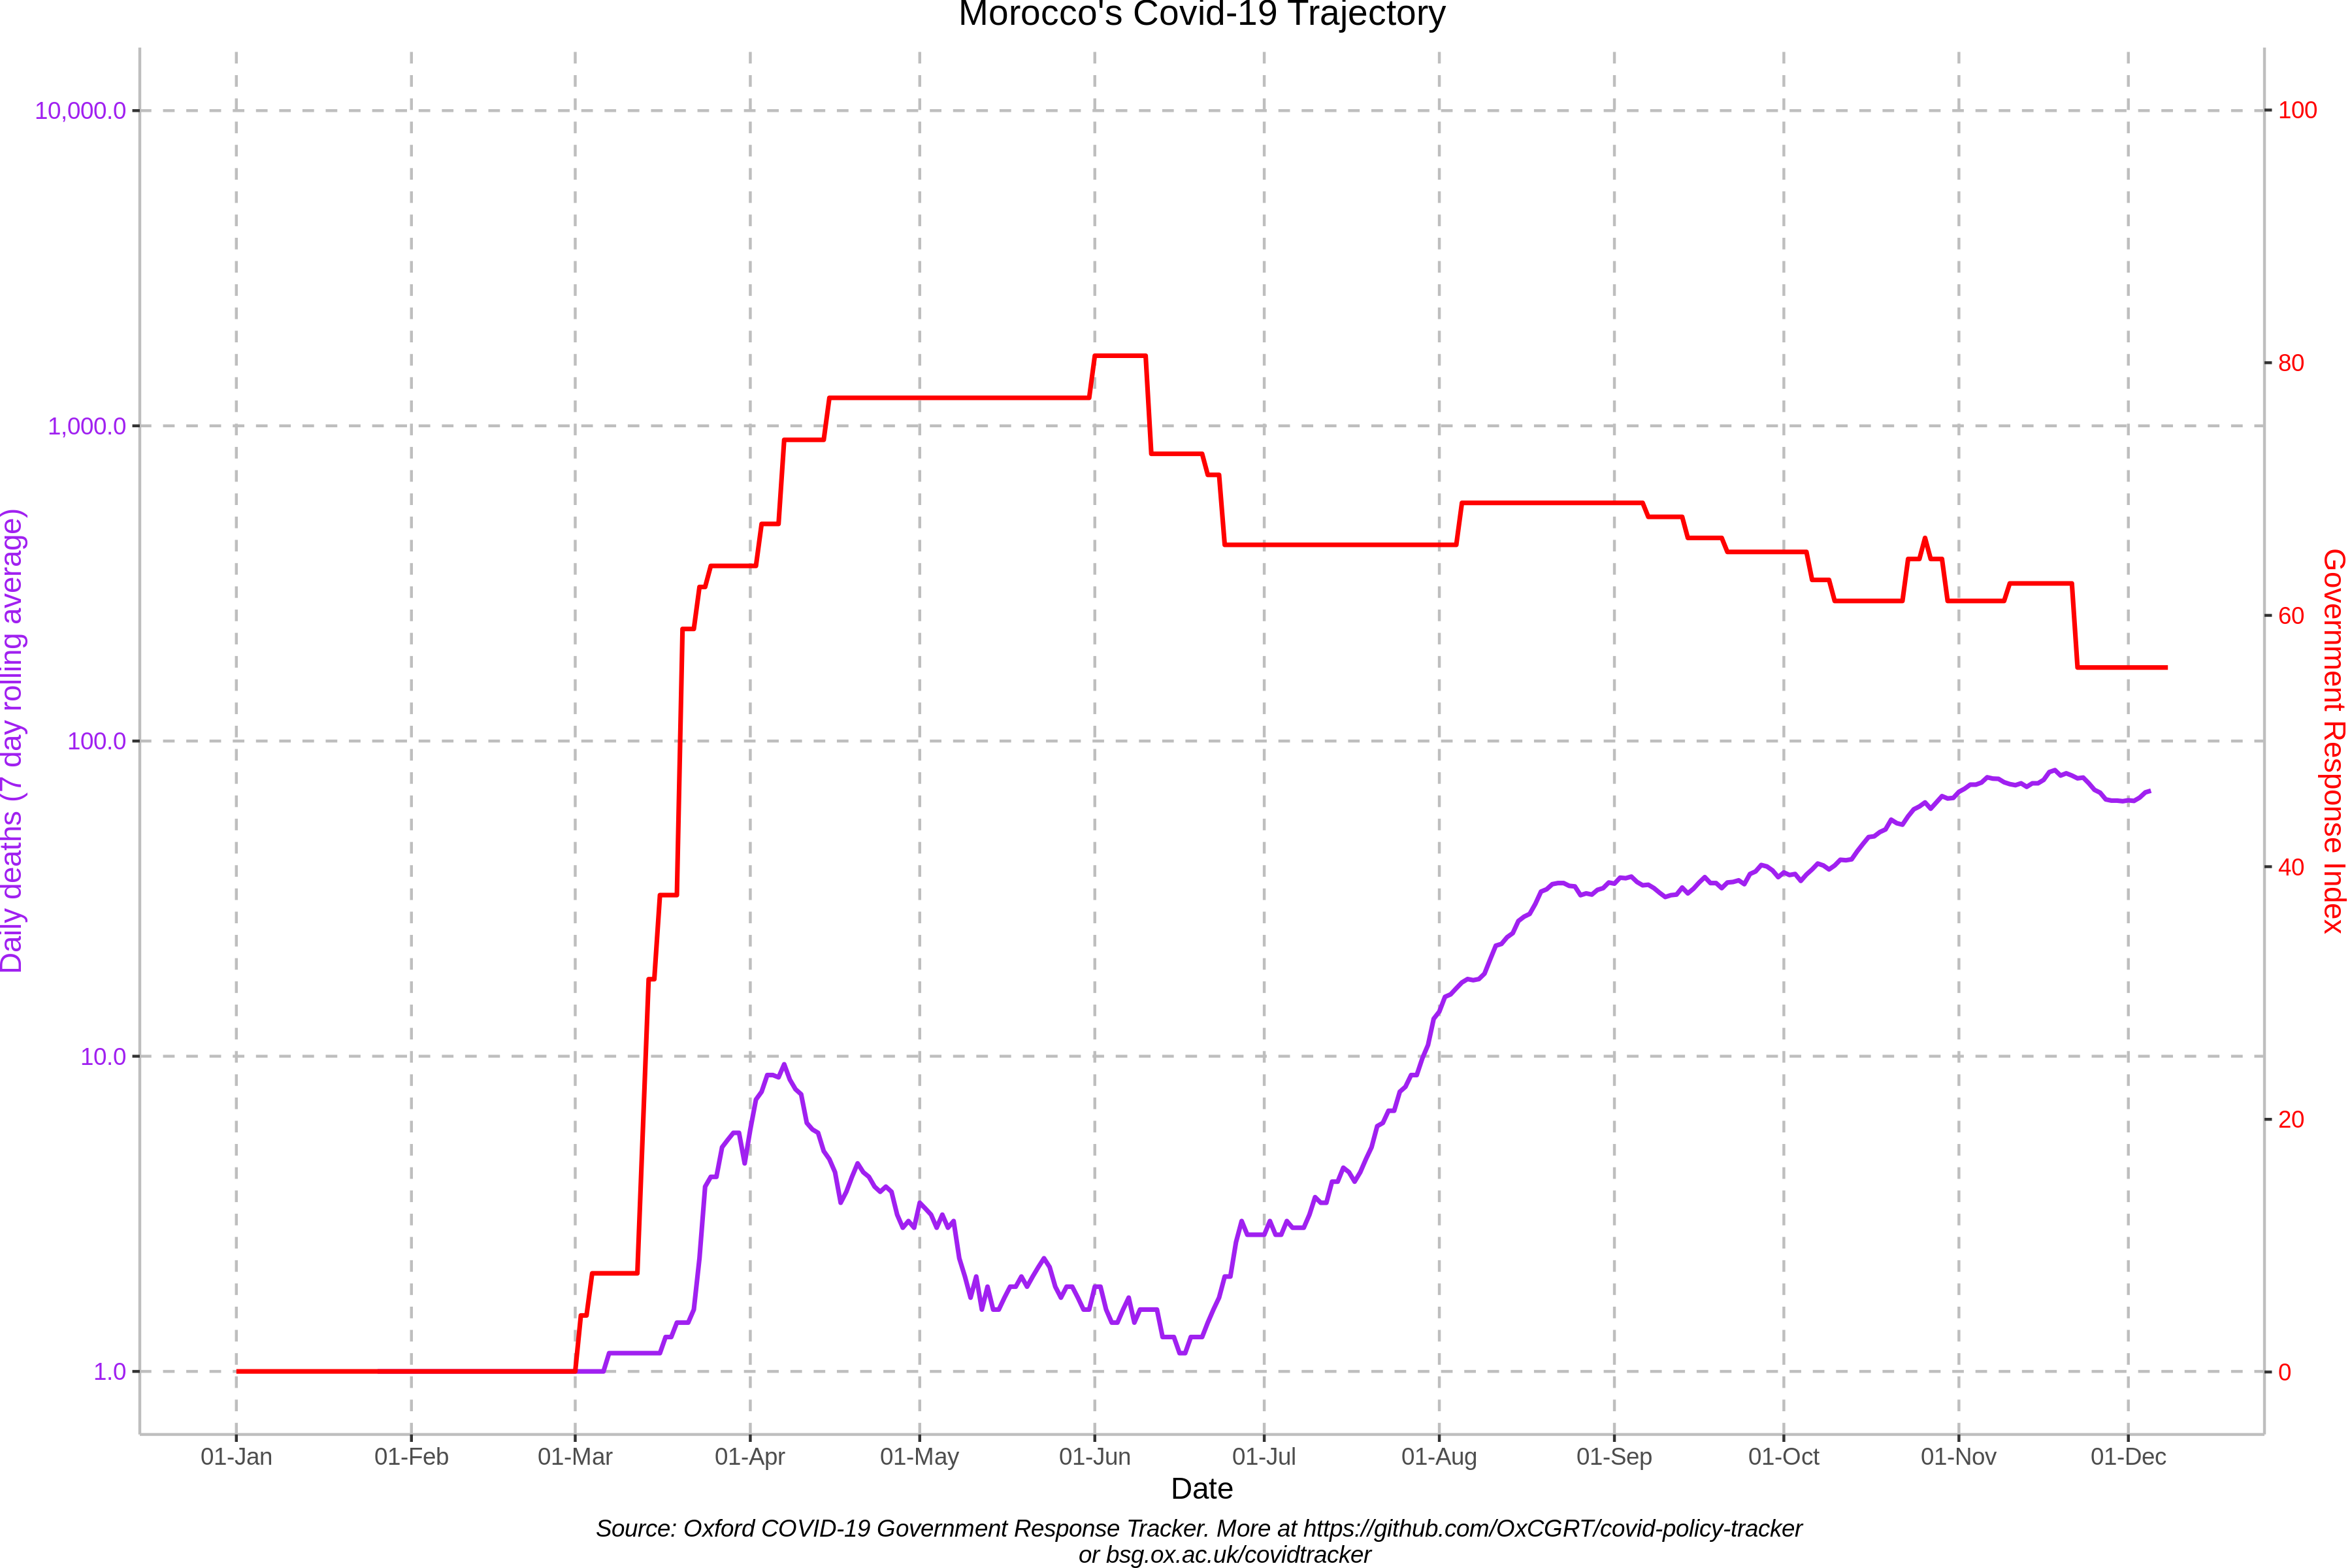 Morocco's Covid-19 Trajectory
Daily deaths (7 day rolling average)
10,000.0
1,000.0
100.0
10.0
1.0
100
80
60
40
20
0
Government Response Index
01-Jan
01-Feb
01-Mar
01-Apr
01-May
01-Jun
01-Jul
01-Aug
01-Sep
01-Oct
01-Nov
01-Dec
Date
Source: Oxford COVID-19 Government Response Tracker. More at https://github.com/OxCGRT/covid-policy-tracker
or bsg.ox.ac.uk/covidtracker